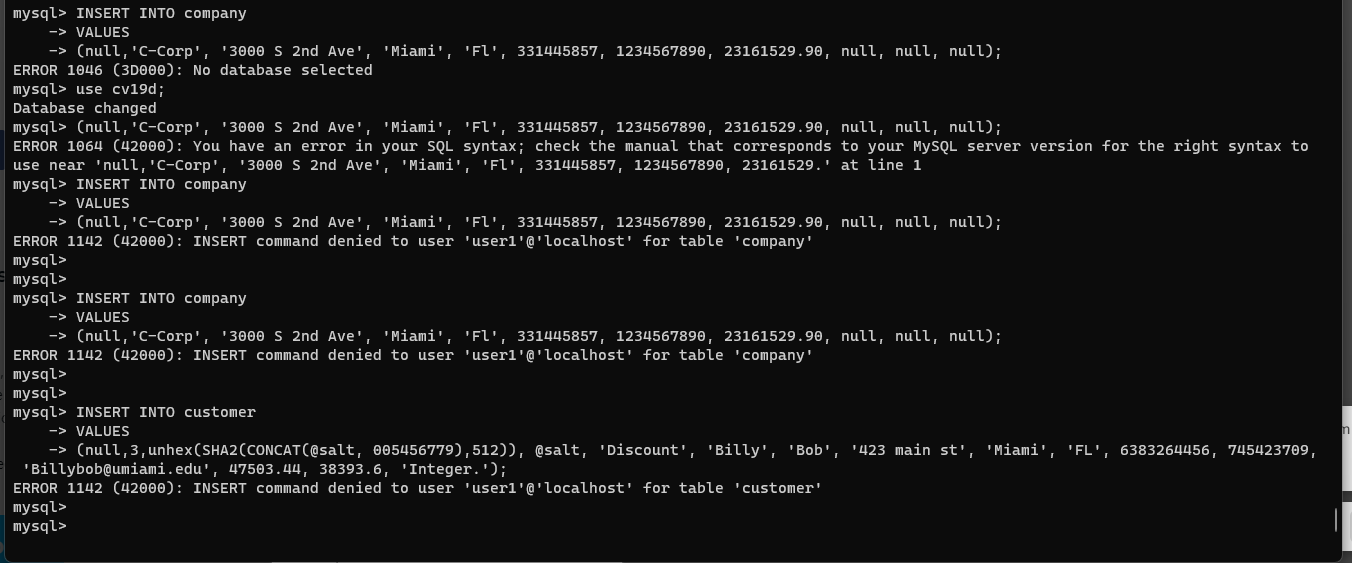 mysql> INSERT INTO company
    -> VALUES
    -> (null,'C-Corp', '3000 S 2nd Ave', 'Miami', 'Fl', 331445857, 1234567890, 23161529.90, null, null, null);
ERROR 1046 (3D000): No database selected
mysql> use cv19d;
Database changed
mysql> (null,'C-Corp', '3000 S 2nd Ave', 'Miami', 'Fl', 331445857, 1234567890, 23161529.90, null, null, null);
ERROR 1064 (42000): You have an error in your SQL syntax; check the manual that corresponds to your MySQL server version for the right syntax to
use near 'null,'C-Corp', '3000 S 2nd Ave', 'Miami', 'Fl', 331445857, 1234567890, 23161529.' at line 1
mysql> INSERT INTO company
    -> VALUES
    -> (null,'C-Corp', '3000 S 2nd Ave', 'Miami', 'Fl', 331445857, 1234567890, 23161529.90, null, null, null);
ERROR 1142 (42000): INSERT command denied to user 'user1'@'localhost' for table 'company'
mysql>
mysql>
mysql> INSERT INTO company
    -> VALUES
    -> (null,'C-Corp', '3000 S 2nd Ave', 'Miami', 'Fl', 331445857, 1234567890, 23161529.90, null, null, null);
ERROR 1142 (42000): INSERT command denied to user 'user1'@'localhost' for table 'company'
mysql>
mysql>
mysql> INSERT INTO customer
    -> VALUES
    -> (null,3,unhex(SHA2(CONCAT(@salt, 005456779),512)), @salt, 'Discount', 'Billy', 'Bob', '423 main st', 'Miami', 'FL', 6383264456, 745423709,
 'Billybob@umiami.edu', 47503.44, 38393.6, 'Integer.');
ERROR 1142 (42000): INSERT command denied to user 'user1'@'localhost' for table 'customer'
mysql>
mysql>